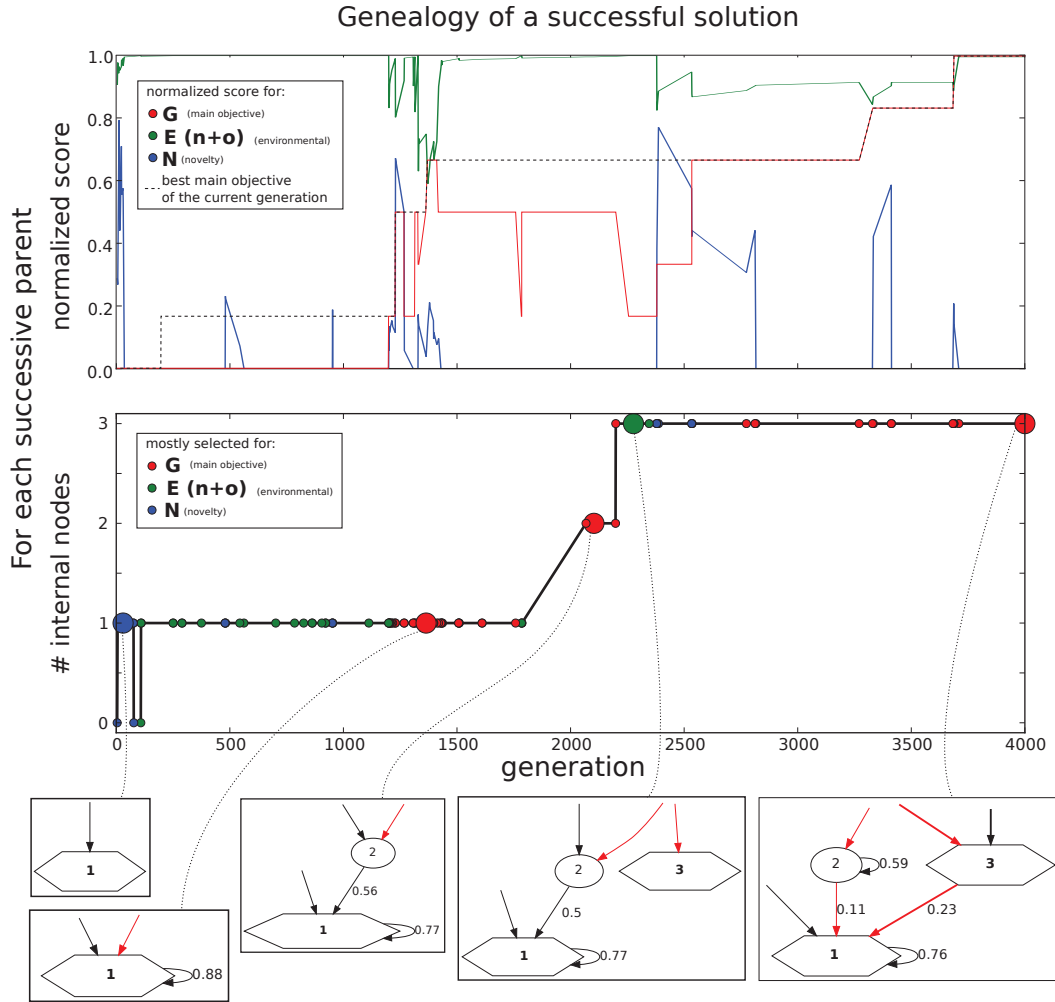 Genealogy of a successful solution
For each successive parent
normalized score
1.0
0.8
0.6
0.4
0.2
0.0
normalized score for:
G (main objective)
E (n+o) (environmental)
N (novelty)
best main objective
of the current generation
# internal nodes
3
2
1
0
mostly selected for:
G (main objective)
E (n+o) (environmental)
N (novelty)
0 500 1000 1500 2000 2500 3000 3500 4000
generation
1
1
0.88
2
0.56
1
0.77
2
3
0.5
1
0.77
2
0.59
3
0.11
0.23
1
0.76